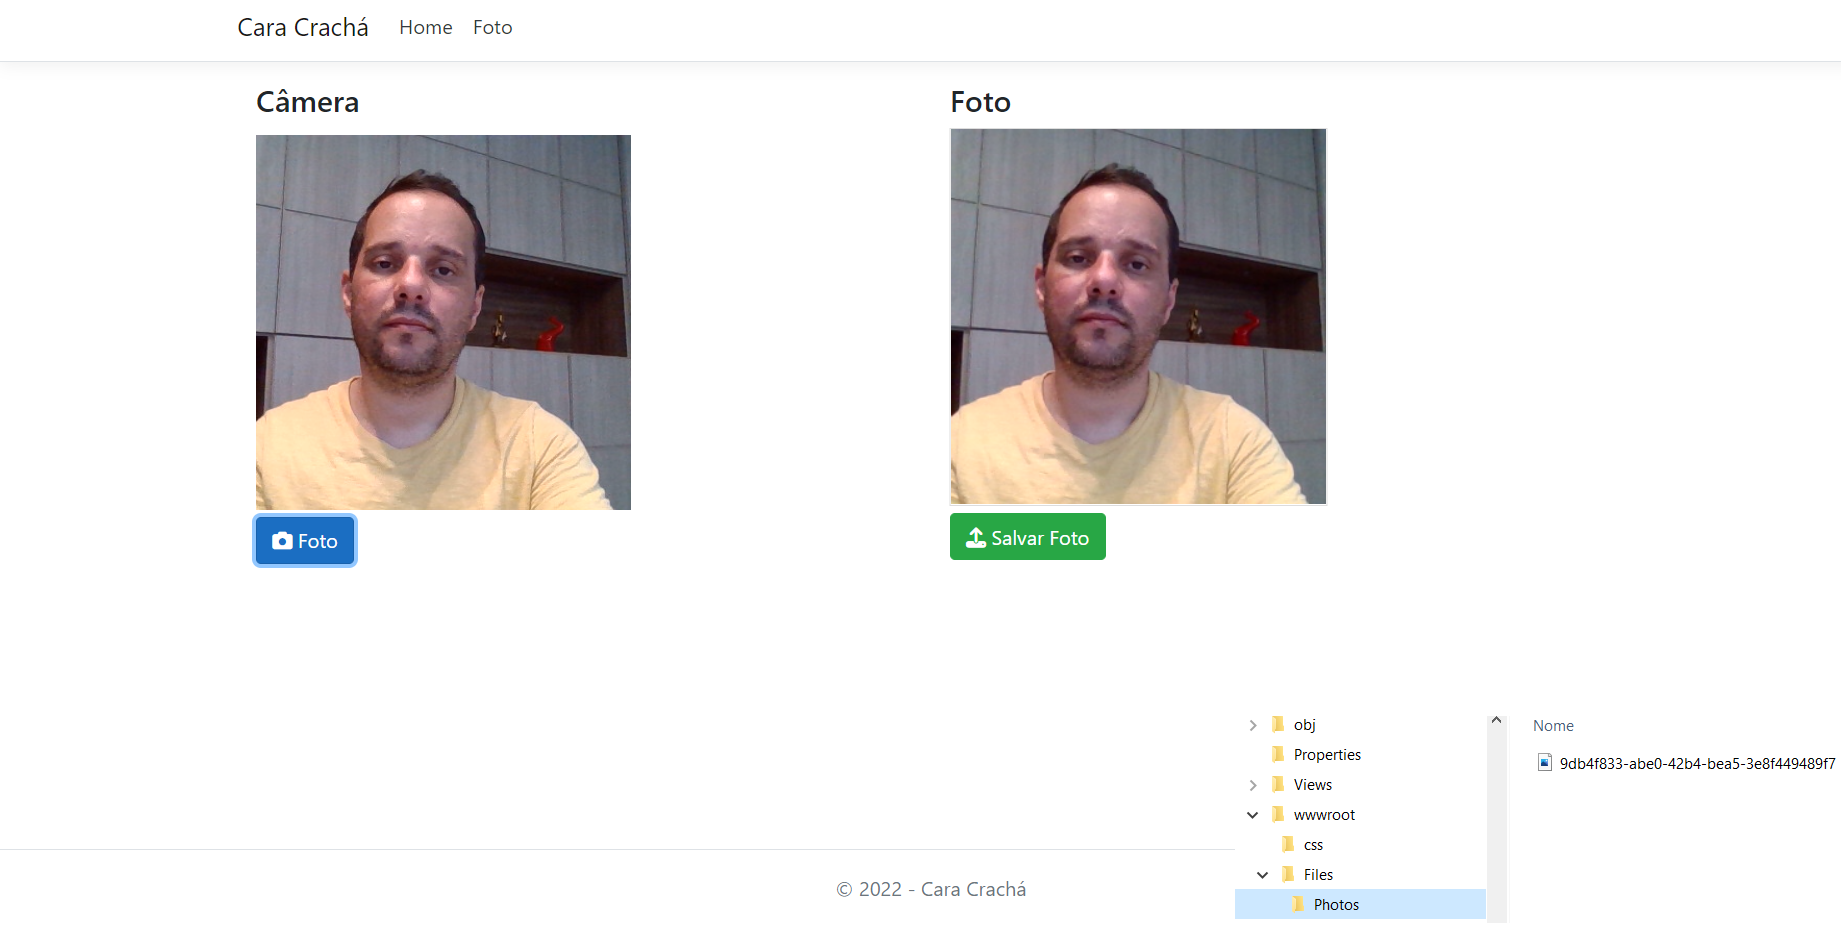 Cara Crachá Home Foto
Câmera
Foto
Foto
Salvar Foto
obj
Properties
Views
wwwroot
css
Files
Photos
Nome
9db4f833-abe0-42b4-bea5-3e8f449489f7
© 2022 - Cara Crachá